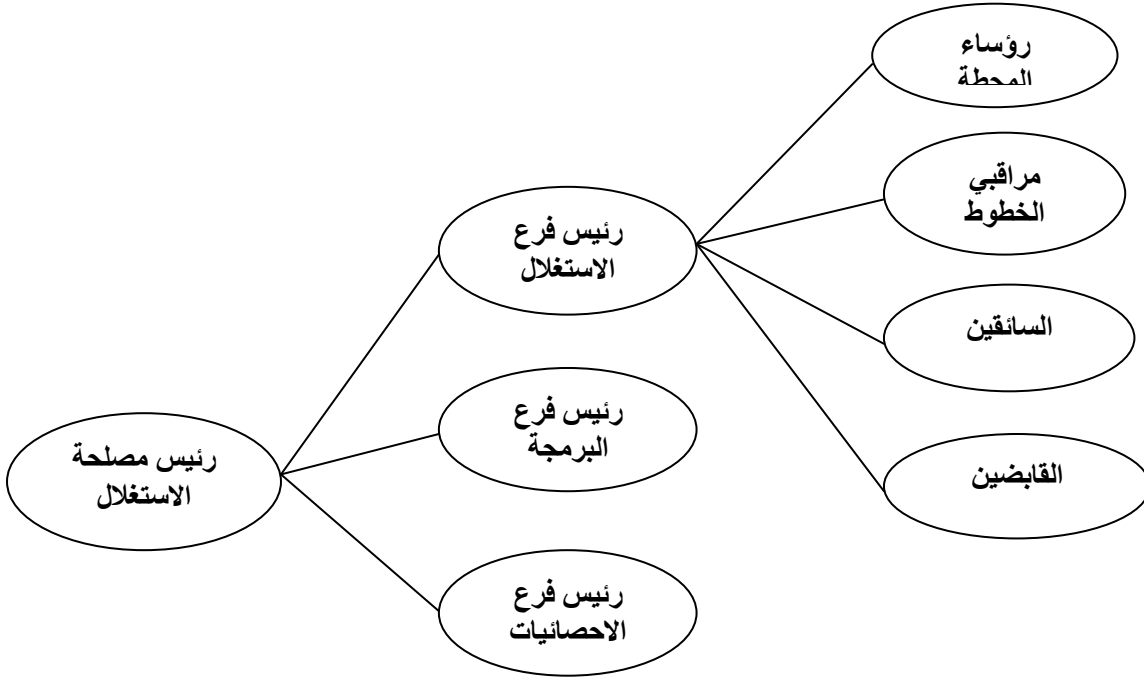 رؤساء
المحطة
مراقبي
الخطوط
رئيس فرع
الاستغلال
السائقين
رئيس فرع
البرمجة
رئيس مصلحة
الاستغلال
القابضين
رئيس فرع
الاحصائيات